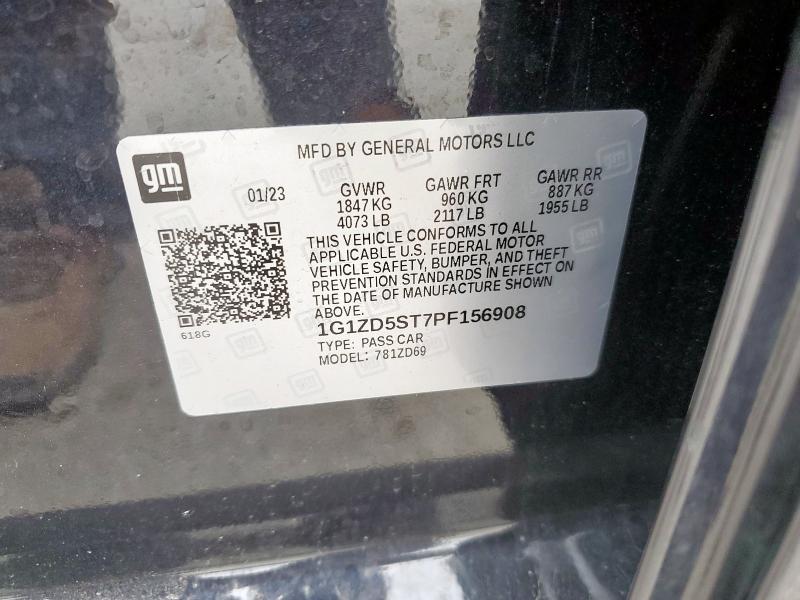 MFD BY GENERAL MOTORS LLC
gm
01/23
GVWR
1847 KG
4073 LB
GAWR FRT
960 KG
2117 LB
GAWR RR
887 KG
1955 LB
THIS VEHICLE CONFORMS TO ALL
APPLICABLE U.S. FEDERAL MOTOR
VEHICLE SAFETY, BUMPER, AND THEFT
PREVENTION STANDARDS IN EFFECT ON
THE DATE OF MANUFACTURE SHOWN
ABOVE.
618G
1G1ZD5ST7PF156908
TYPE: PASS CAR
MODEL: 781ZD69